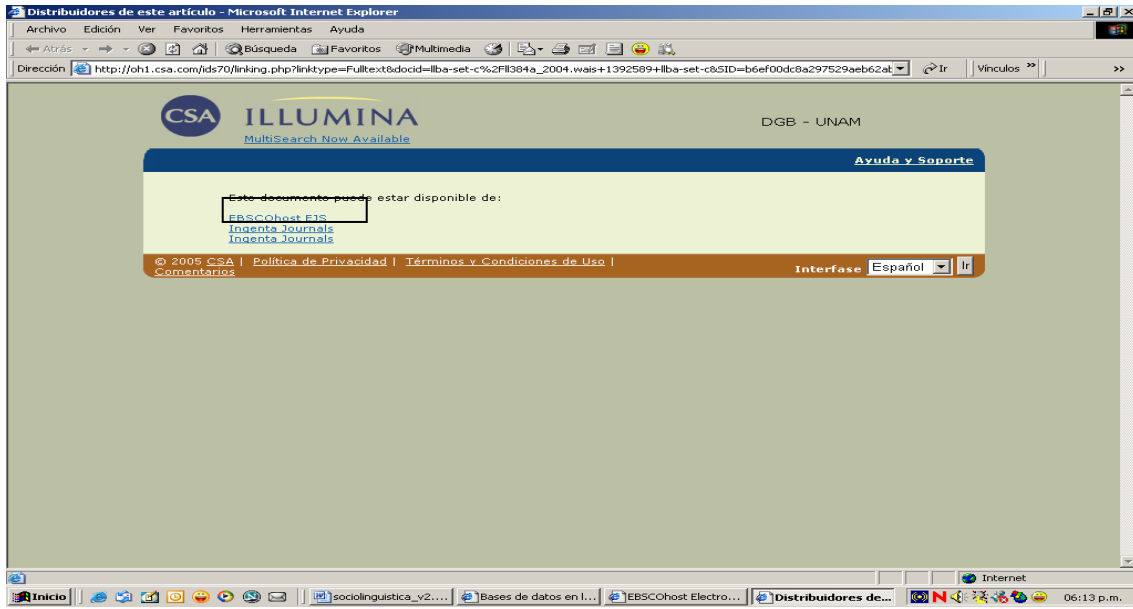 Distribuidores de este artículo - Microsoft Internet Explorer
Archivo Edición Ver Favoritos Herramientas Ayuda
Atrás Búsqueda Favoritos Multimedia
Dirección http://oh1.csa.com/ids70/linking.php?linktype=Fulltext&docid=llba-set-c%2Fll384a_2004.wais+1392589+llba-set-c&SID=b6ef00dc8a297529aeb62ab Ir Vínculos »
CSA ILLUMINA
MultiSearch Now Available
DGB - UNAM
Ayuda y Soporte
Este documento puede estar disponible de:
EBSCOhost EJS
Ingenta Journals
Ingenta Journals
© 2005 CSA | Política de Privacidad | Términos y Condiciones de Uso |
Comentarios
Interfase Español Ir
Internet
Inicio sociolinguistica_v2.... Bases de datos en l... EBSCOhost Electro... Distribuidores de... 06:13 p.m.